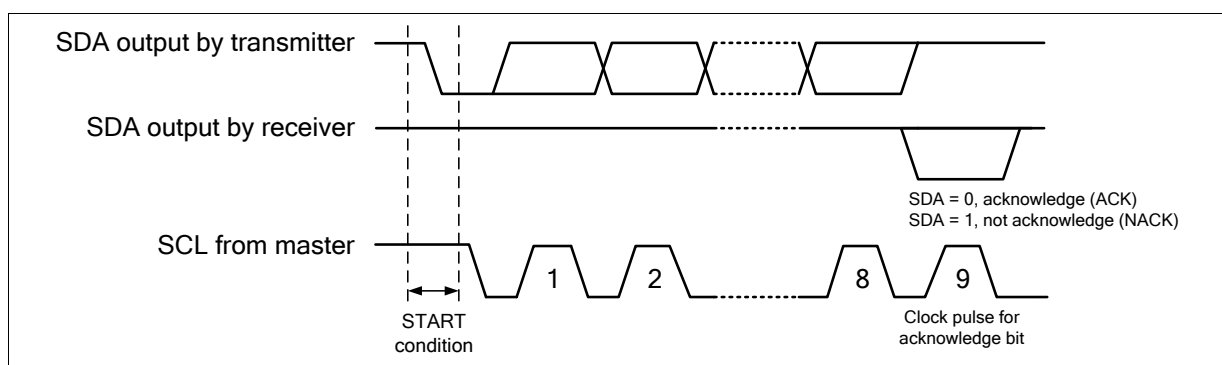 SDA output by transmitter
SDA output by receiver
SDA = 0, acknowledge (ACK)
SDA = 1, not acknowledge (NACK)
SCL from master
1
2
8
9
START
condition
Clock pulse for
acknowledge bit